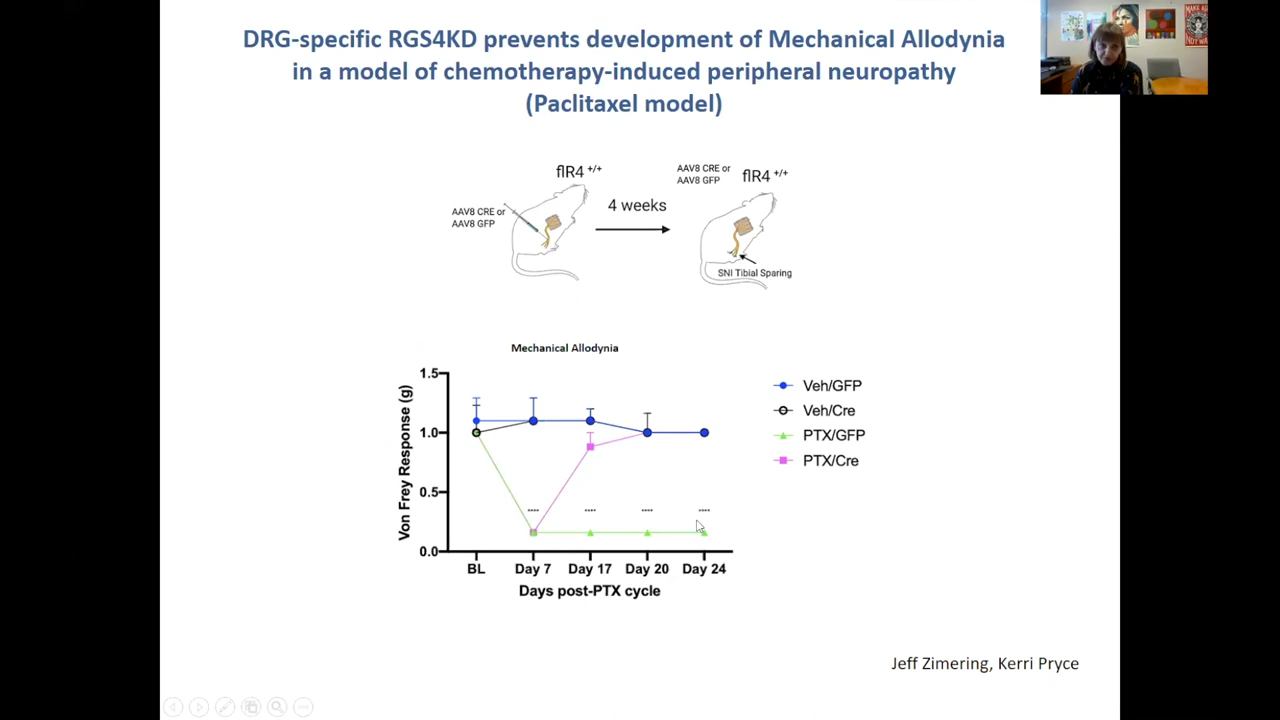 DRG-specific RGS4KD prevents development of Mechanical Allodynia
in a model of chemotherapy-induced peripheral neuropathy
(Paclitaxel model)
flR4 +/+
AAV8 CRE or
AAV8 GFP
4 weeks
AAV8 CRE or
AAV8 GFP
flR4 +/+
SNI Tibial Sparing
Mechanical Allodynia
Von Frey Response (g)
1.5
1.0
0.5
0.0
****
****
****
****
BL
Day 7
Day 17
Day 20
Day 24
Days post-PTX cycle
Veh/GFP
Veh/Cre
PTX/GFP
PTX/Cre
Jeff Zimering, Kerri Pryce